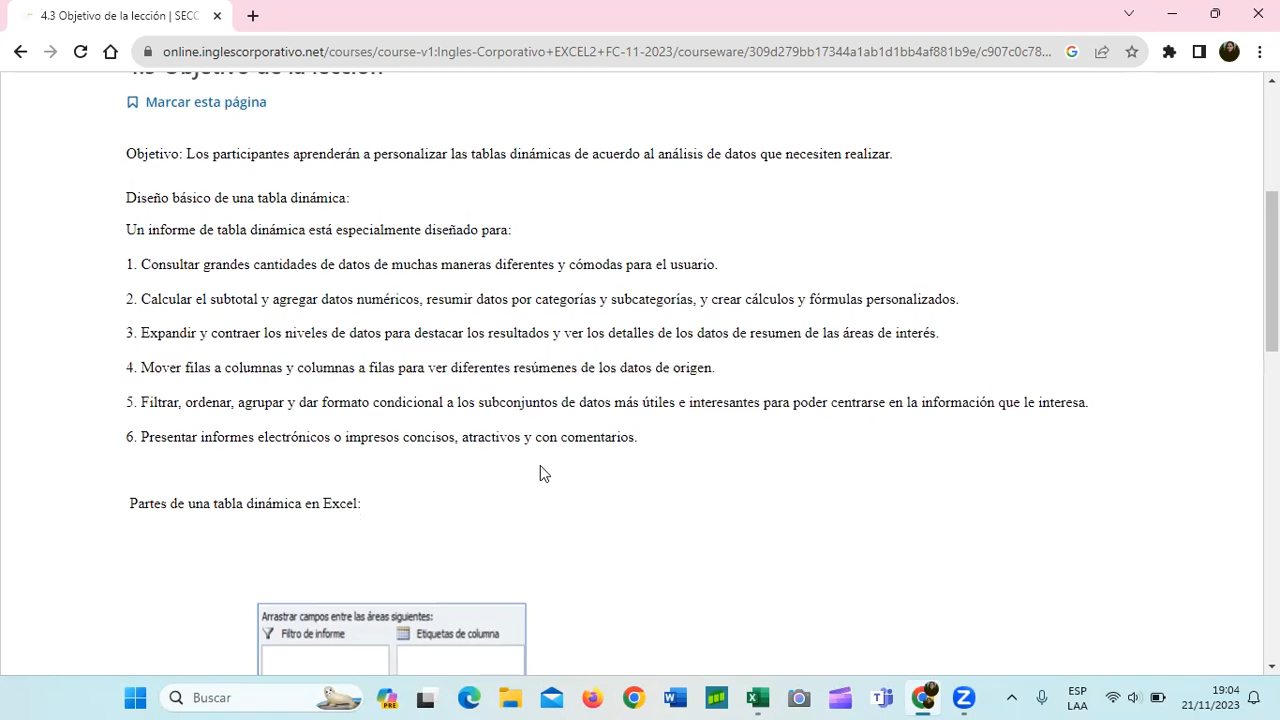 4.3 Objetivo de la lección | SECC
online.inglescorporativo.net/courses/course-v1:Ingles-Corporativo+EXCEL2+FC-11-2023/courseware/309d279bb17344a1ab1d1bb4af881b9e/c907c0c78...
4.3 Objetivo de la lección
Marcar esta página
Objetivo: Los participantes aprenderán a personalizar las tablas dinámicas de acuerdo al análisis de datos que necesiten realizar.
Diseño básico de una tabla dinámica:
Un informe de tabla dinámica está especialmente diseñado para:
1. Consultar grandes cantidades de datos de muchas maneras diferentes y cómodas para el usuario.
2. Calcular el subtotal y agregar datos numéricos, resumir datos por categorías y subcategorías, y crear cálculos y fórmulas personalizados.
3. Expandir y contraer los niveles de datos para destacar los resultados y ver los detalles de los datos de resumen de las áreas de interés.
4. Mover filas a columnas y columnas a filas para ver diferentes resúmenes de los datos de origen.
5. Filtrar, ordenar, agrupar y dar formato condicional a los subconjuntos de datos más útiles e interesantes para poder centrarse en la información que le interesa.
6. Presentar informes electrónicos o impresos concisos, atractivos y con comentarios.
Partes de una tabla dinámica en Excel:
Arrastrar campos entre las áreas siguientes:
Filtro de informe Etiquetas de columna
Buscar
PRE
ESP
LAA
19:04
21/11/2023